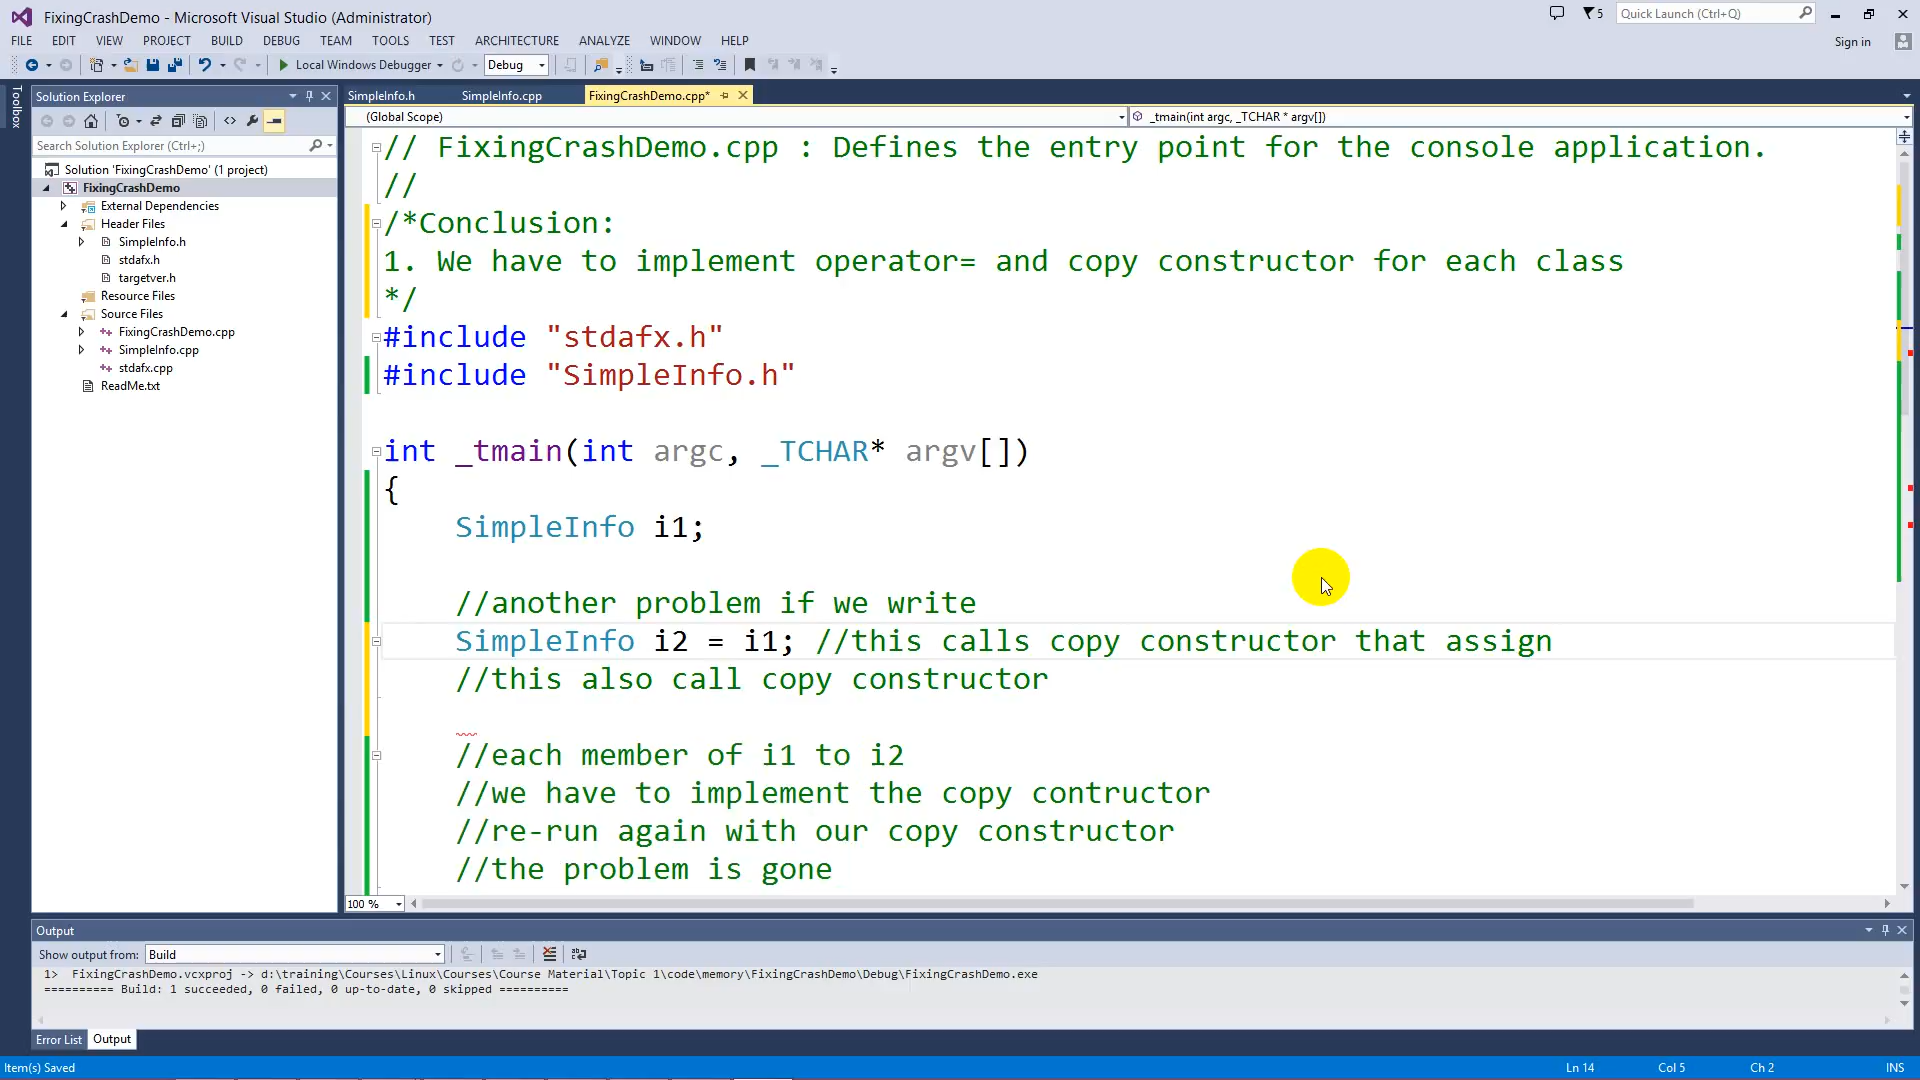 FixingCrashDemo - Microsoft Visual Studio (Administrator)
5
Quick Launch (Ctrl+Q)
FILE EDIT VIEW PROJECT BUILD DEBUG TEAM TOOLS TEST ARCHITECTURE ANALYZE WINDOW HELP
Sign in
Local Windows Debugger
Debug
Toolbox
Solution Explorer
Search Solution Explorer (Ctrl+;)
Solution 'FixingCrashDemo' (1 project)
FixingCrashDemo
External Dependencies
Header Files
SimpleInfo.h
stdafx.h
targetver.h
Resource Files
Source Files
FixingCrashDemo.cpp
SimpleInfo.cpp
stdafx.cpp
ReadMe.txt
SimpleInfo.h SimpleInfo.cpp FixingCrashDemo.cpp*
(Global Scope)
_tmain(int argc, _TCHAR * argv[])
// FixingCrashDemo.cpp : Defines the entry point for the console application.
//
/*Conclusion:
1. We have to implement operator= and copy constructor for each class
*/
#include "stdafx.h"
#include "SimpleInfo.h"
int _tmain(int argc, _TCHAR* argv[])
{
SimpleInfo i1;
//another problem if we write
SimpleInfo i2 = i1; //this calls copy constructor that assign
//this also call copy constructor
//each member of i1 to i2
//we have to implement the copy contructor
//re-run again with our copy constructor
//the problem is gone
100 %
Output
Show output from: Build
1> FixingCrashDemo.vcxproj -> d:\training\Courses\Linux\Courses\Course Material\Topic 1\code\memory\FixingCrashDemo\Debug\FixingCrashDemo.exe
========== Build: 1 succeeded, 0 failed, 0 up-to-date, 0 skipped ==========
Error List Output
Item(s) Saved
Ln 14 Col 5 Ch 2 INS